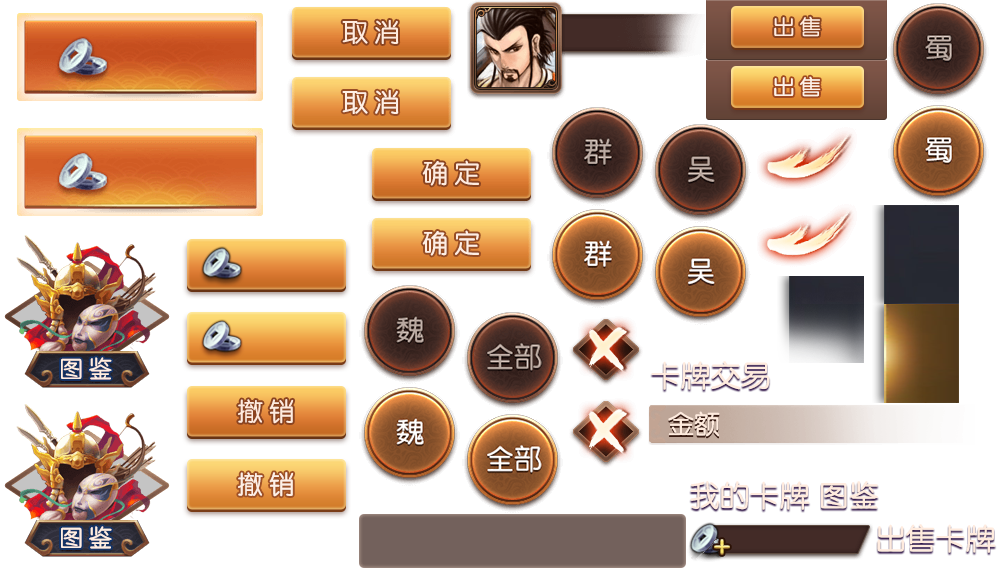 取消
取消
出售
出售
蜀
蜀
群
吴
群
吴
确定
确定
魏
全部
魏
全部
图鉴
图鉴
撤销
撤销
卡牌交易
金额
我的卡牌 图鉴
出售卡牌